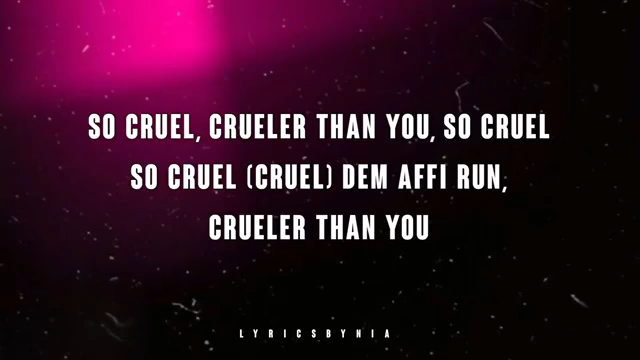 SO CRUEL, CRUELER THAN YOU, SO CRUEL
SO CRUEL (CRUEL) DEM AFFI RUN,
CRUELER THAN YOU
LYRICSBYNIA